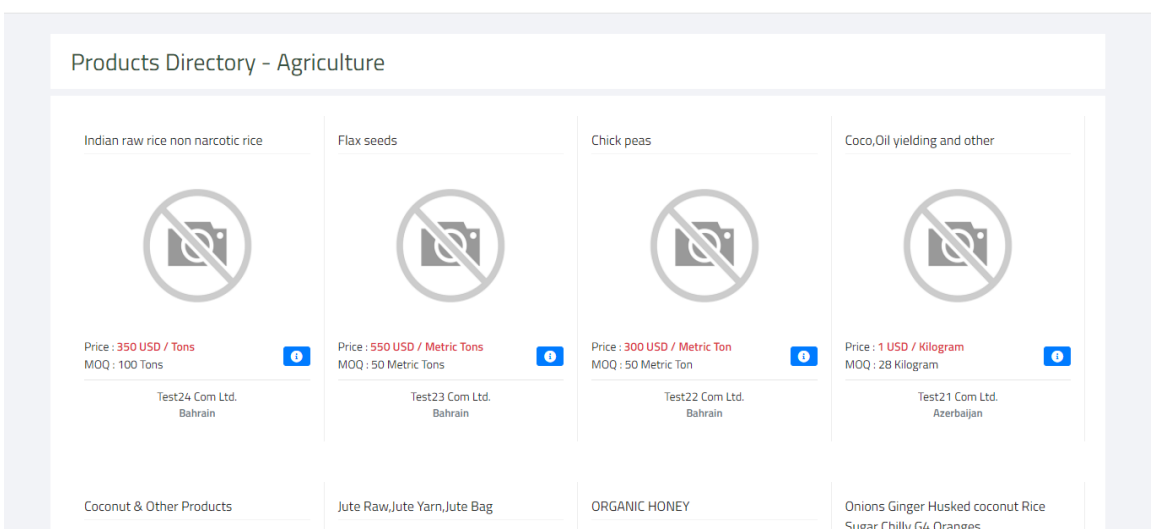 Products Directory - Agriculture
Indian raw rice non narcotic rice
Price : 350 USD / Tons
MOQ : 100 Tons
Test24 Com Ltd.
Bahrain
Flax seeds
Price : 550 USD / Metric Tons
MOQ : 50 Metric Tons
Test23 Com Ltd.
Bahrain
Chick peas
Price : 300 USD / Metric Ton
MOQ : 50 Metric Ton
Test22 Com Ltd.
Bahrain
Coco,Oil yielding and other
Price : 1 USD / Kilogram
MOQ : 28 Kilogram
Test21 Com Ltd.
Azerbaijan
Coconut & Other Products
Jute Raw,Jute Yarn,Jute Bag
ORGANIC HONEY
Onions Ginger Husked coconut Rice
Sugar Chilly G4 Oranges